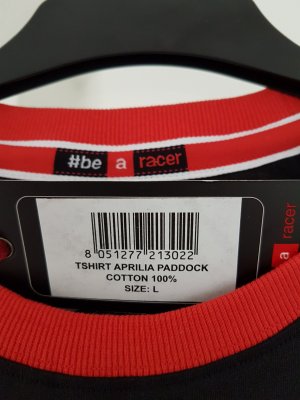 #be a racer
8 051277 213022
TSHIRT APRILIA PADDOCK
COTTON 100%
SIZE: L
a racer